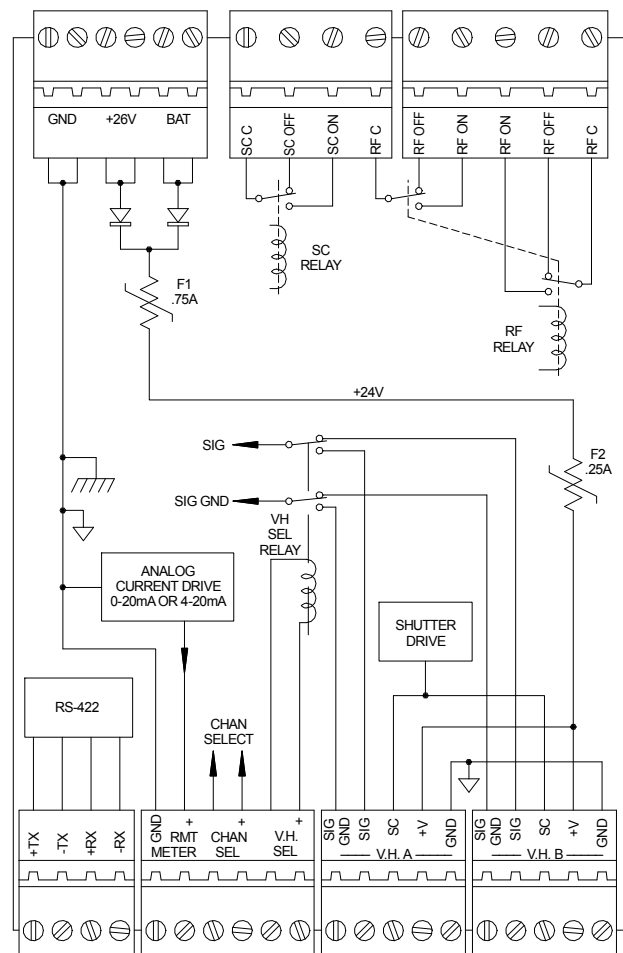 GND +26V BAT
SC C
SC OFF
SC ON
RF C
RF OFF
RF ON
RF ON
RF OFF
RF C
SC
RELAY
F1
.75A
RF
RELAY
+24V
SIG
F2
.25A
SIG GND
VH
SEL
RELAY
ANALOG
CURRENT DRIVE
0-20mA OR 4-20mA
SHUTTER
DRIVE
RS-422
CHAN
SELECT
+TX
-TX
+RX
-RX
GND
+
RMT
METER
+
CHAN
SEL
+
V.H.
SEL
SIG
GND
SIG
SC
+V
GND
V.H. A
SIG
GND
SIG
SC
+V
GND
V.H. B